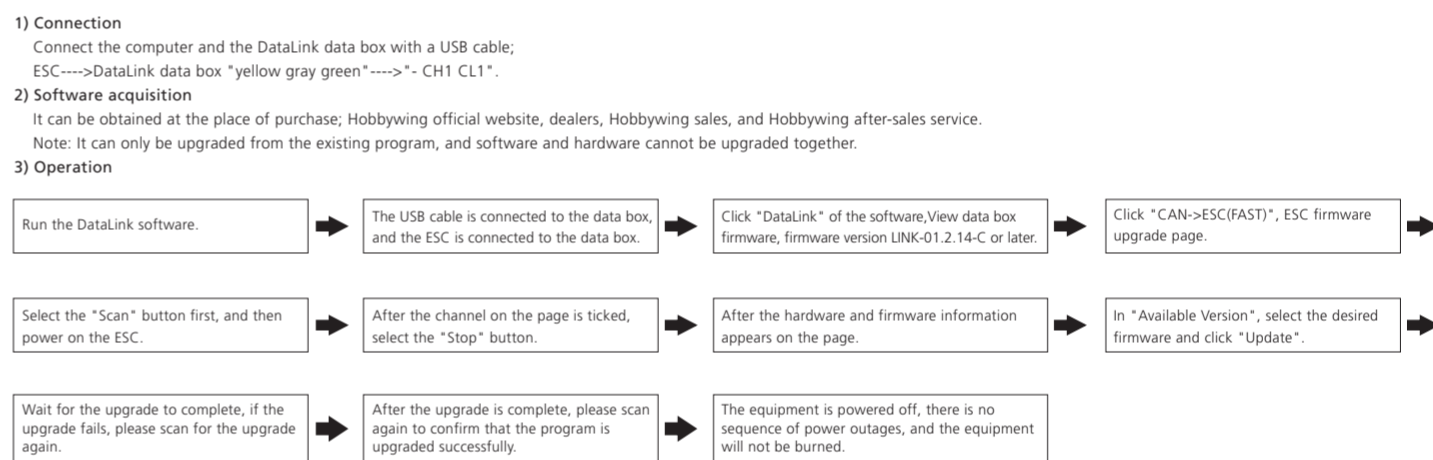 1) Connection
Connect the computer and the DataLink data box with a USB cable;
ESC---->DataLink data box "yellow gray green"---->"- CH1 CL1".
2) Software acquisition
It can be obtained at the place of purchase; Hobbywing official website, dealers, Hobbywing sales, and Hobbywing after-sales service.
Note: It can only be upgraded from the existing program, and software and hardware cannot be upgraded together.
3) Operation
Run the DataLink software.
The USB cable is connected to the data box,
and the ESC is connected to the data box.
Click "DataLink" of the software,View data box
firmware, firmware version LINK-01.2.14-C or later.
Click "CAN->ESC(FAST)", ESC firmware
upgrade page.
Select the "Scan" button first, and then
power on the ESC.
After the channel on the page is ticked,
select the "Stop" button.
After the hardware and firmware information
appears on the page.
In "Available Version", select the desired
firmware and click "Update".
Wait for the upgrade to complete, if the
upgrade fails, please scan for the upgrade
again.
After the upgrade is complete, please scan
again to confirm that the program is
upgraded successfully.
The equipment is powered off, there is no
sequence of power outages, and the equipment
will not be burned.